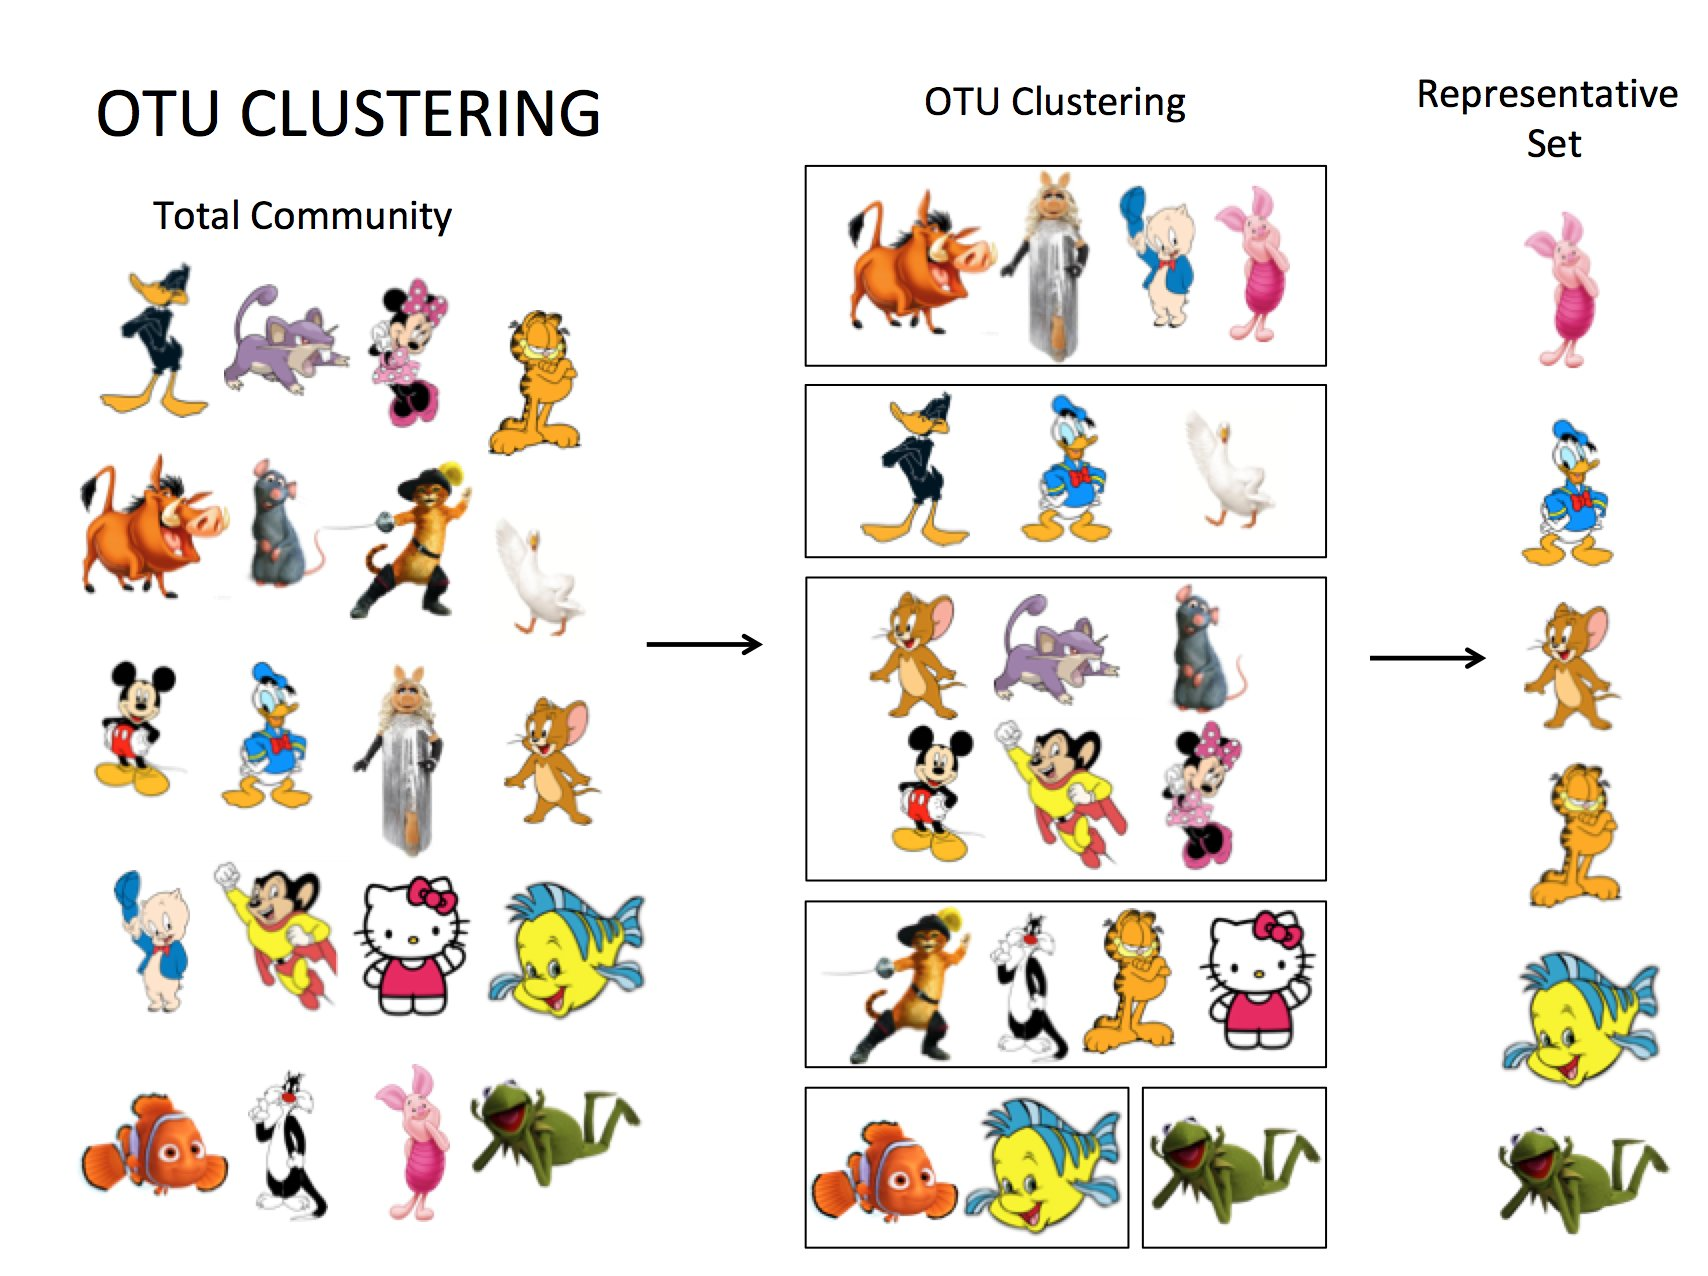 OTU CLUSTERING
Total Community
OTU Clustering
Representative
Set